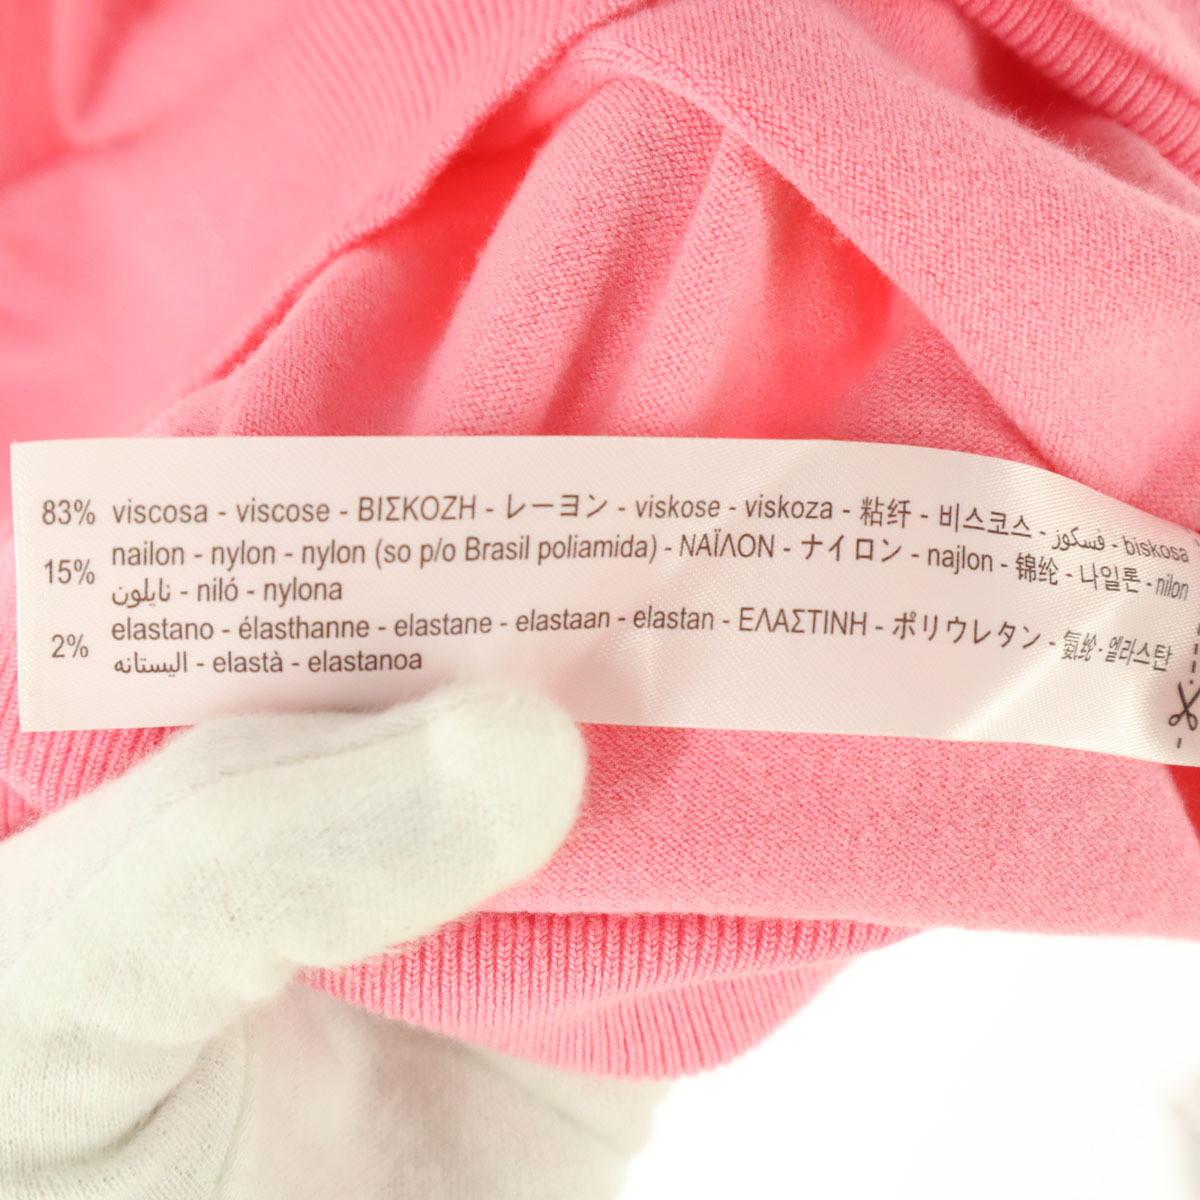 83% viscosa - viscose - ΒΙΣΚΟΖΗ - レーヨン - viskose - viskoza - 粘纤 - 비스코스 - فسكوز - biskosa
15% nailon - nylon - nylon (so p/o Brasil poliamida) - ΝΑΪΛΟΝ - ナイロン - najlon - 锦纶 - 나일론 - nilon
نايلون - niló - nylona
2% elastano - élasthanne - elastane - elastaan - elastan - ΕΛΑΣΤΙΝΗ - ポリウレタン - 氨纶 - 엘라스탄
اليستانه - elastà - elastanoa